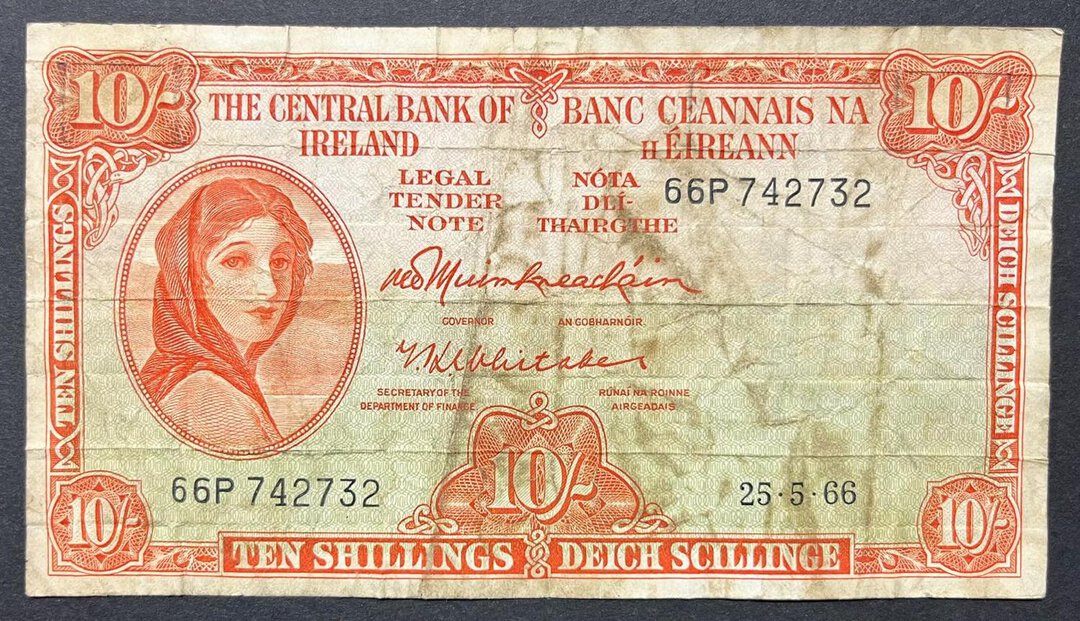 10/-
10/-
THE CENTRAL BANK OF
IRELAND
BANC CEANNAIS NA
H ÉIREANN
LEGAL
TENDER
NOTE
NÓTA
DLÍ-
THAIRGTHE
66P 742732
GOVERNOR
AN GOBHARNÓIR.
T.K. Whitaker
SECRETARY OF THE
DEPARTMENT OF FINANCE
RÚNAÍ NA ROINNE
AIRGEADAIS
TEN SHILLINGS
DEICH SCILLINGE
66P 742732
10/-
25·5·66
10/-
10/-
TEN SHILLINGS
DEICH SCILLINGE